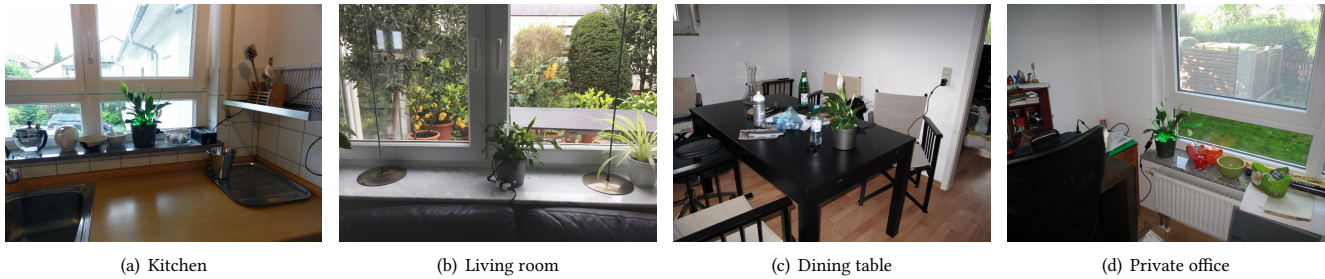 (a) Kitchen
(b) Living room
(c) Dining table
(d) Private office